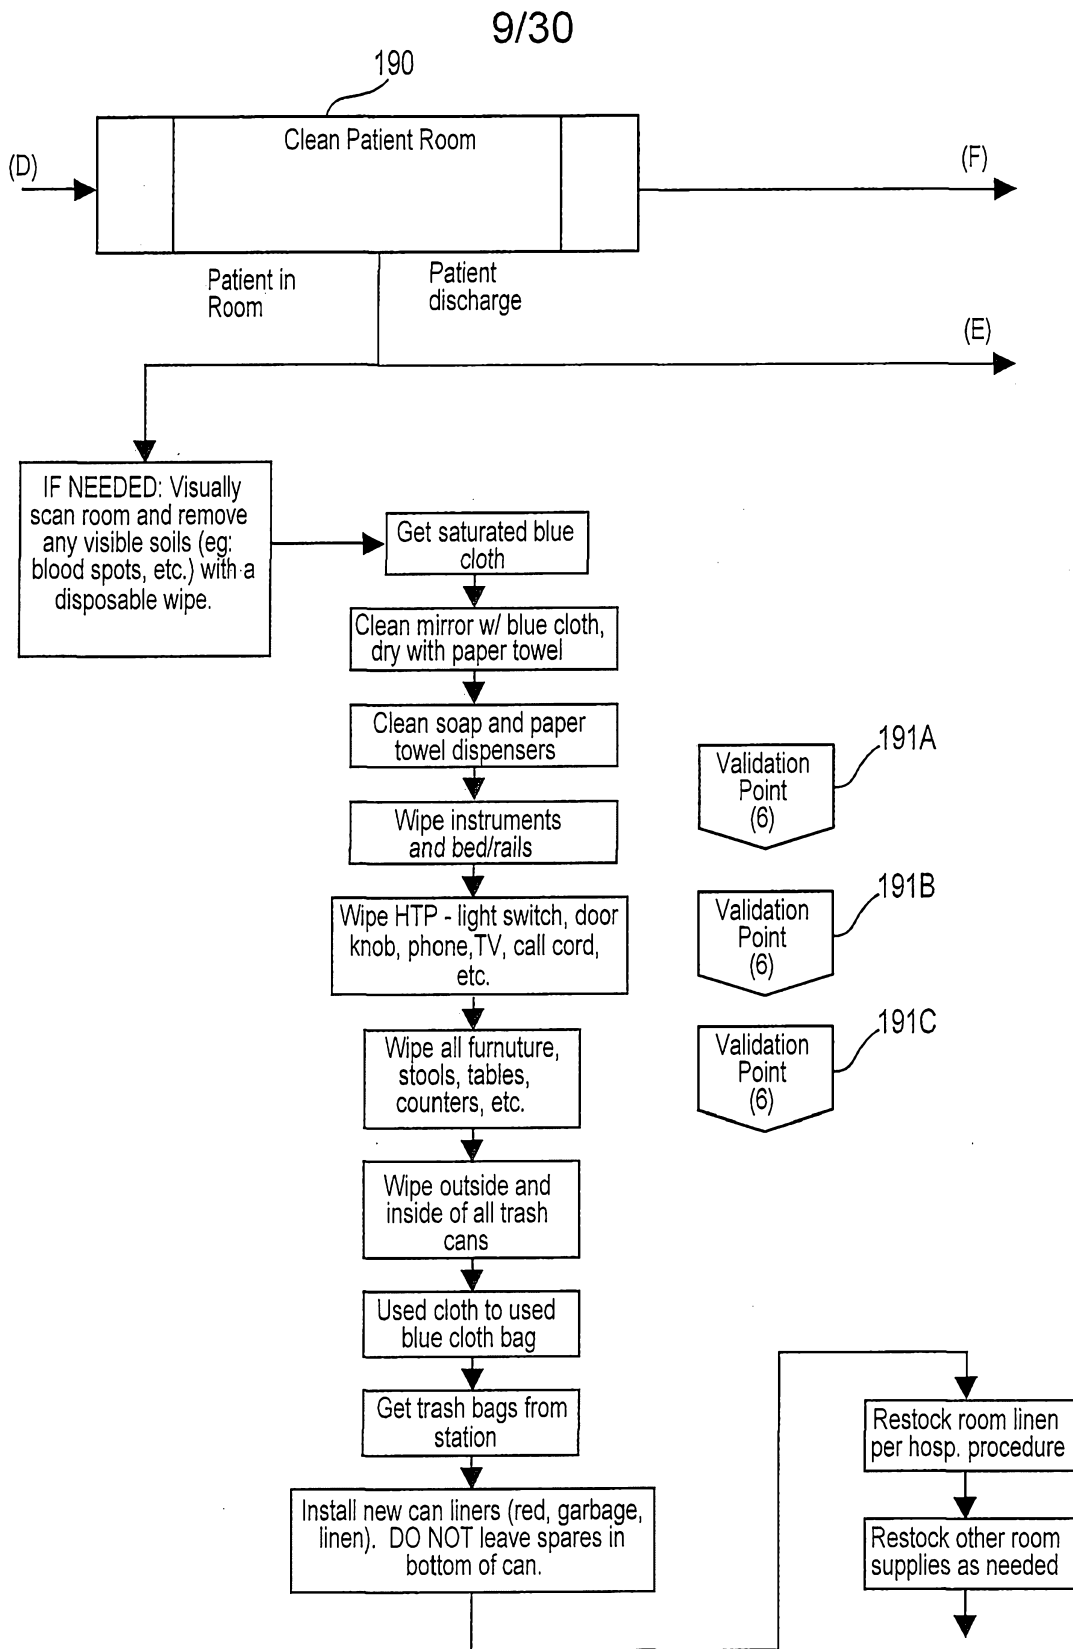 9/30
190
Clean Patient Room
(D)
(F)
Patient in
Room
Patient
discharge
(E)
IF NEEDED: Visually
scan room and remove
any visible soils (eg:
blood spots, etc.) with a
disposable wipe.
Get saturated blue
cloth
Clean mirror w/ blue cloth,
dry with paper towel
Clean soap and paper
towel dispensers
Wipe instruments
and bed/rails
Validation
Point
(6)
191A
Wipe HTP - light switch, door
knob, phone,TV, call cord,
etc.
Validation
Point
(6)
191B
Wipe all furnuture,
stools, tables,
counters, etc.
Validation
Point
(6)
191C
Wipe outside and
inside of all trash
cans
Used cloth to used
blue cloth bag
Get trash bags from
station
Install new can liners (red, garbage,
linen). DO NOT leave spares in
bottom of can.
Restock room linen
per hosp. procedure
Restock other room
supplies as needed